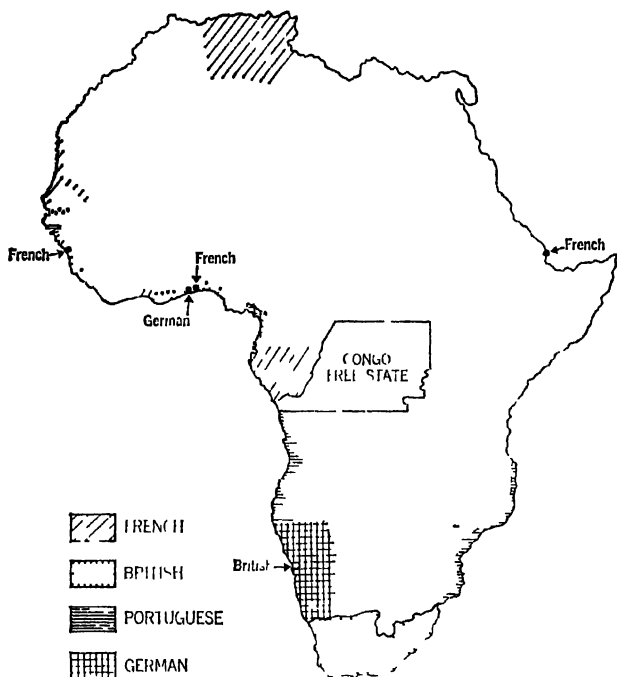 French
French
French
German
CONGO
FREE STATE
British
FRENCH
BRITISH
PORTUGUESE
GERMAN